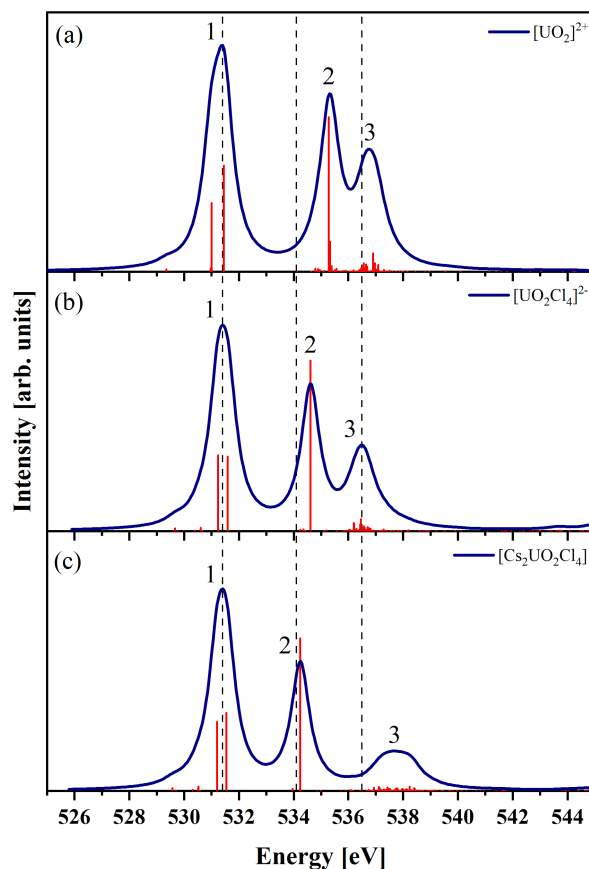 (a)
[UO₂]²⁺
1
2
3
(b)
[UO₂Cl₄]²⁻
1
2
3
(c)
[Cs₂UO₂Cl₄]
1
2
3
Intensity [arb. units]
526 528 530 532 534 536 538 540 542 544
Energy [eV]